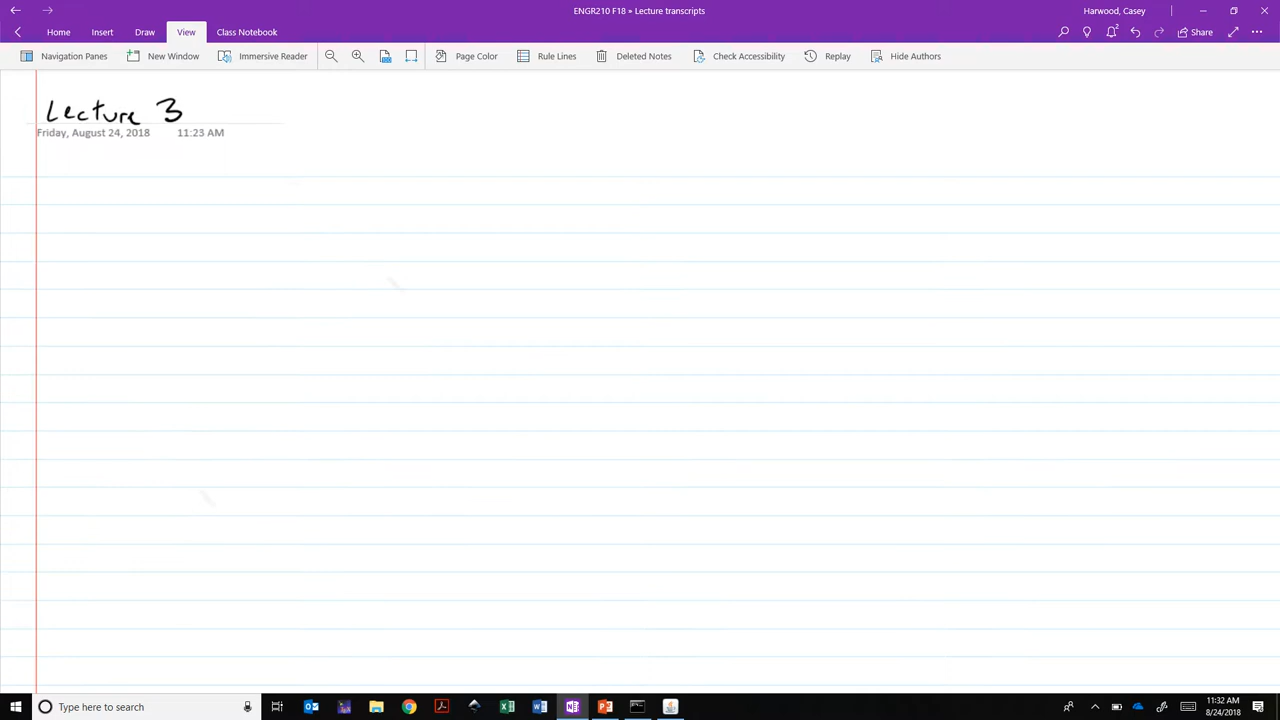 ENGR210 F18 » Lecture transcripts
Harwood, Casey
Home Insert Draw View Class Notebook
Share
Navigation Panes New Window Immersive Reader Page Color Rule Lines Deleted Notes Check Accessibility Replay Hide Authors
Lecture 3
Friday, August 24, 2018 11:23 AM
Type here to search
11:32 AM
8/24/2018